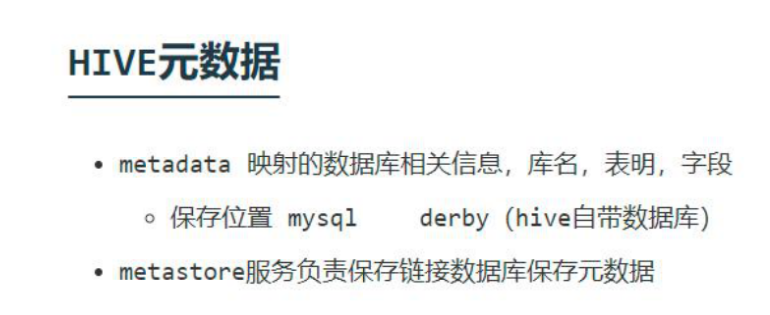 HIVE元数据
metadata 映射的数据库相关信息，库名，表明，字段
保存位置 mysql    derby（hive自带数据库）
metastore服务负责保存链接数据库保存元数据